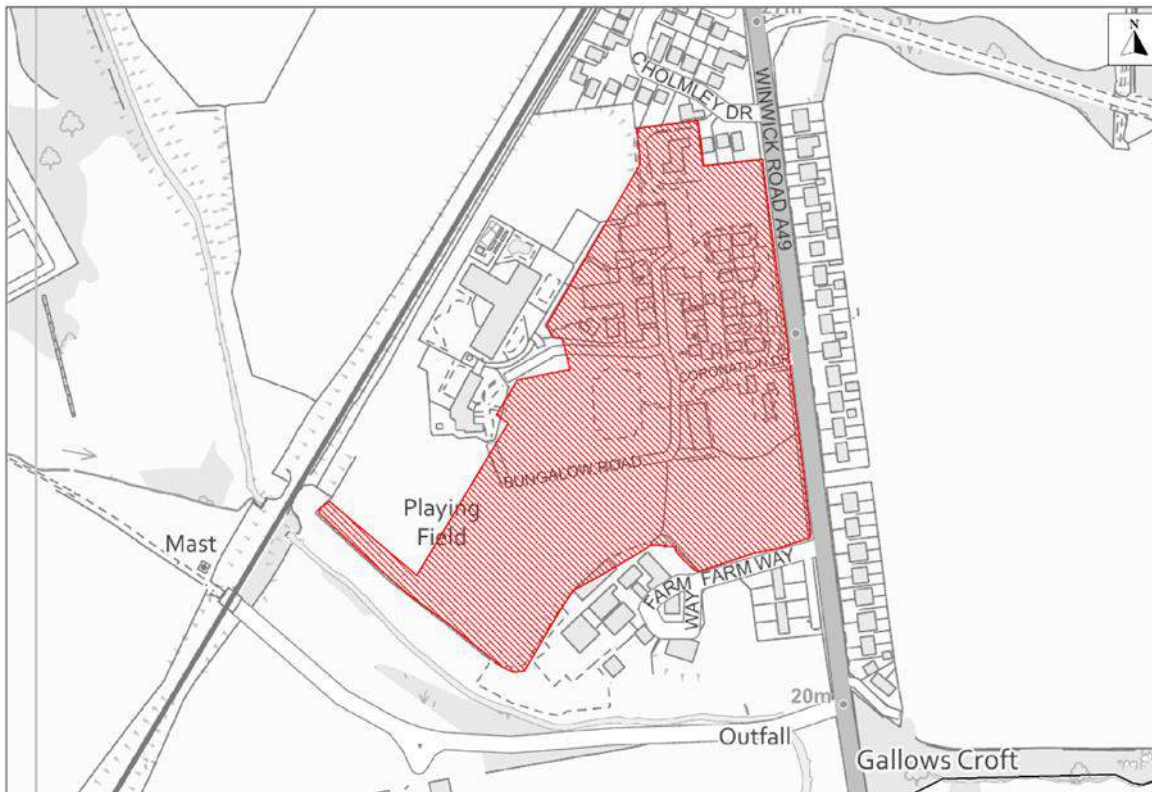 27m
N
CHOLMLEY DR
WINWICK ROAD A49
CORONATION DR
BUNGALOW ROAD
Playing
Field
Mast
FARM WAY
FARM
WAY
20m
Outfall
Gallows Croft